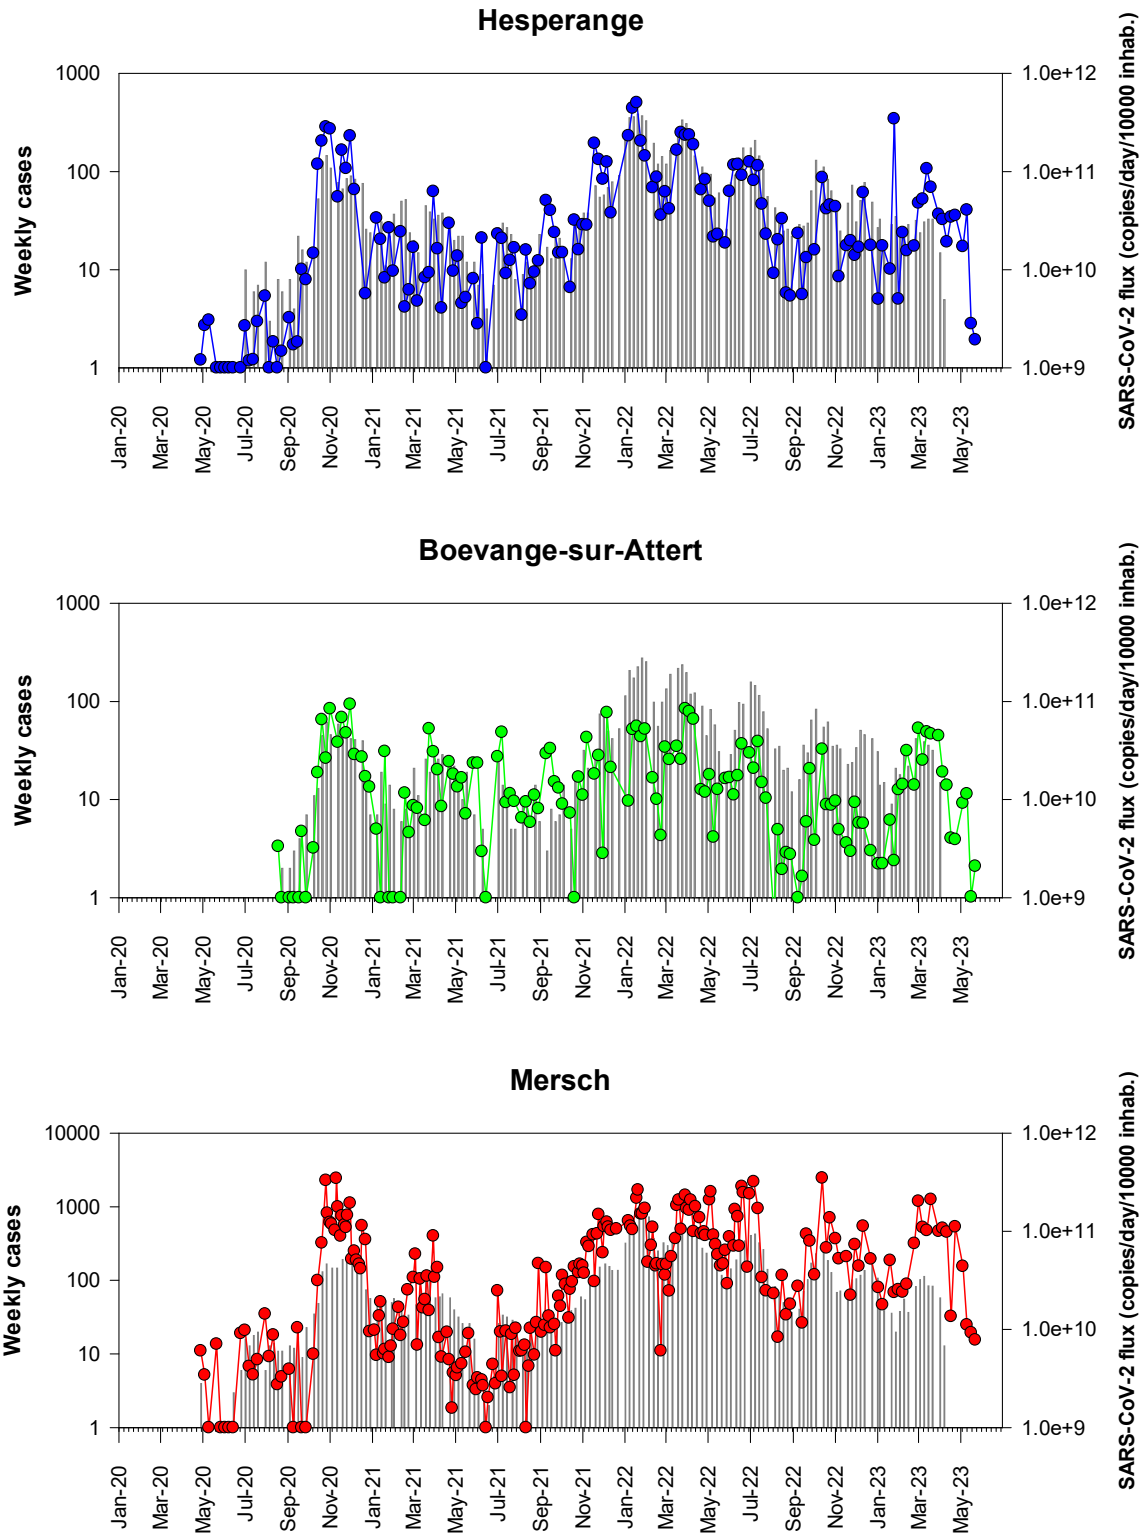 Hesperange
Weekly cases
SARS-CoV-2 flux (copies/day/10000 inhab.)
1000
100
10
1
1.0e+12
1.0e+11
1.0e+10
1.0e+9
Jan-20
Mar-20
May-20
Jul-20
Sep-20
Nov-20
Jan-21
Mar-21
May-21
Jul-21
Sep-21
Nov-21
Jan-22
Mar-22
May-22
Jul-22
Sep-22
Nov-22
Jan-23
Mar-23
May-23
Boevange-sur-Attert
Weekly cases
SARS-CoV-2 flux (copies/day/10000 inhab.)
1000
100
10
1
1.0e+12
1.0e+11
1.0e+10
1.0e+9
Jan-20
Mar-20
May-20
Jul-20
Sep-20
Nov-20
Jan-21
Mar-21
May-21
Jul-21
Sep-21
Nov-21
Jan-22
Mar-22
May-22
Jul-22
Sep-22
Nov-22
Jan-23
Mar-23
May-23
Mersch
Weekly cases
SARS-CoV-2 flux (copies/day/10000 inhab.)
10000
1000
100
10
1
1.0e+12
1.0e+11
1.0e+10
1.0e+9
Jan-20
Mar-20
May-20
Jul-20
Sep-20
Nov-20
Jan-21
Mar-21
May-21
Jul-21
Sep-21
Nov-21
Jan-22
Mar-22
May-22
Jul-22
Sep-22
Nov-22
Jan-23
Mar-23
May-23